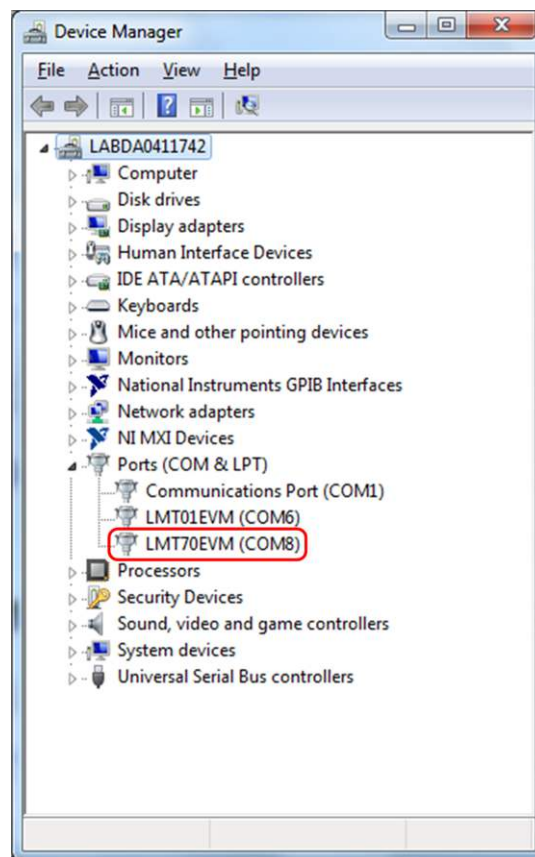 Device Manager
File Action View Help
LABDA0411742
Computer
Disk drives
Display adapters
Human Interface Devices
IDE ATA/ATAPI controllers
Keyboards
Mice and other pointing devices
Monitors
National Instruments GPIB Interfaces
Network adapters
NI MXI Devices
Ports (COM & LPT)
Communications Port (COM1)
LMT01EVM (COM6)
LMT70EVM (COM8)
Processors
Security Devices
Sound, video and game controllers
System devices
Universal Serial Bus controllers